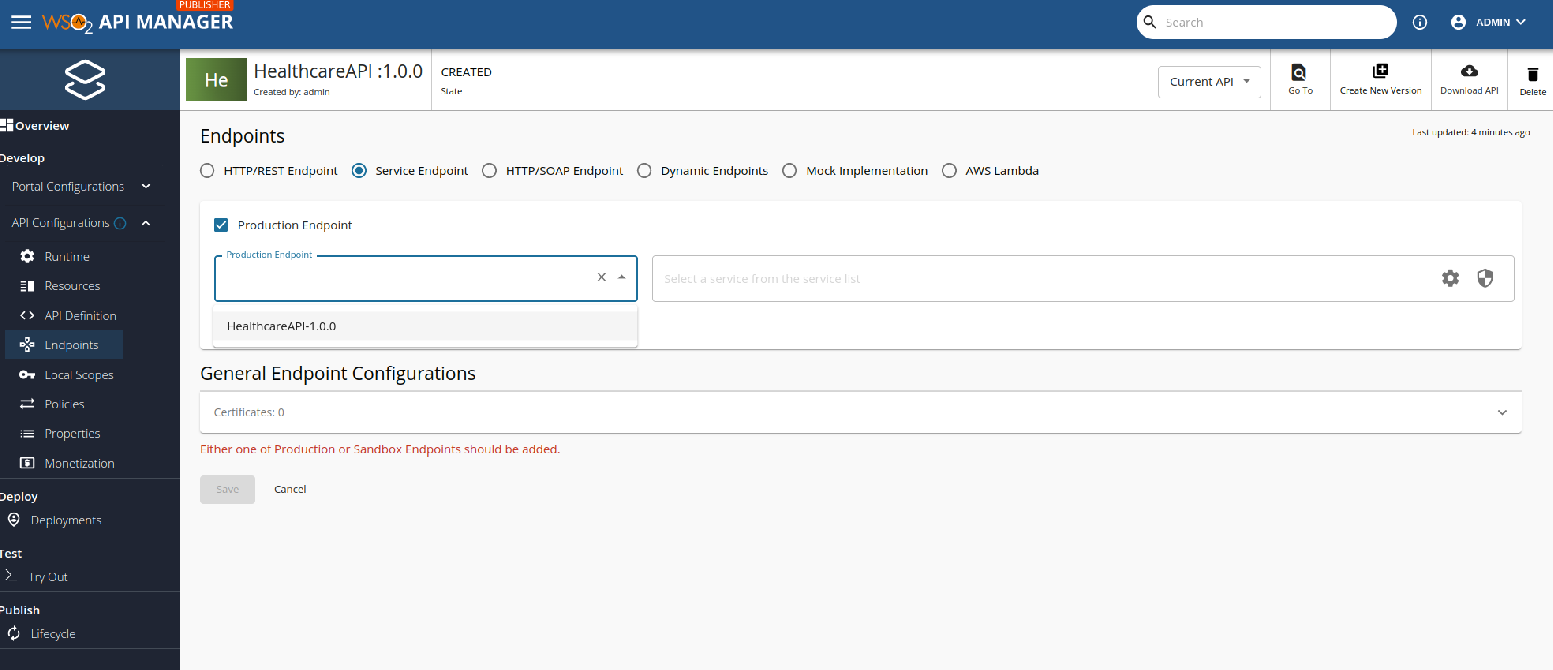 PUBLISHER
WSO2 API MANAGER
Search
ADMIN
He
HealthcareAPI :1.0.0
Created by: admin
CREATED
State
Current API
Go To
Create New Version
Download API
Delete
Overview
Develop
Portal Configurations
API Configurations
Runtime
Resources
API Definition
Endpoints
Local Scopes
Policies
Properties
Monetization
Deploy
Deployments
Test
Try Out
Publish
Lifecycle
Endpoints
Last updated: 4 minutes ago
HTTP/REST Endpoint
Service Endpoint
HTTP/SOAP Endpoint
Dynamic Endpoints
Mock Implementation
AWS Lambda
Production Endpoint
Production Endpoint
Select a service from the service list
HealthcareAPI-1.0.0
General Endpoint Configurations
Certificates: 0
Either one of Production or Sandbox Endpoints should be added.
Save
Cancel